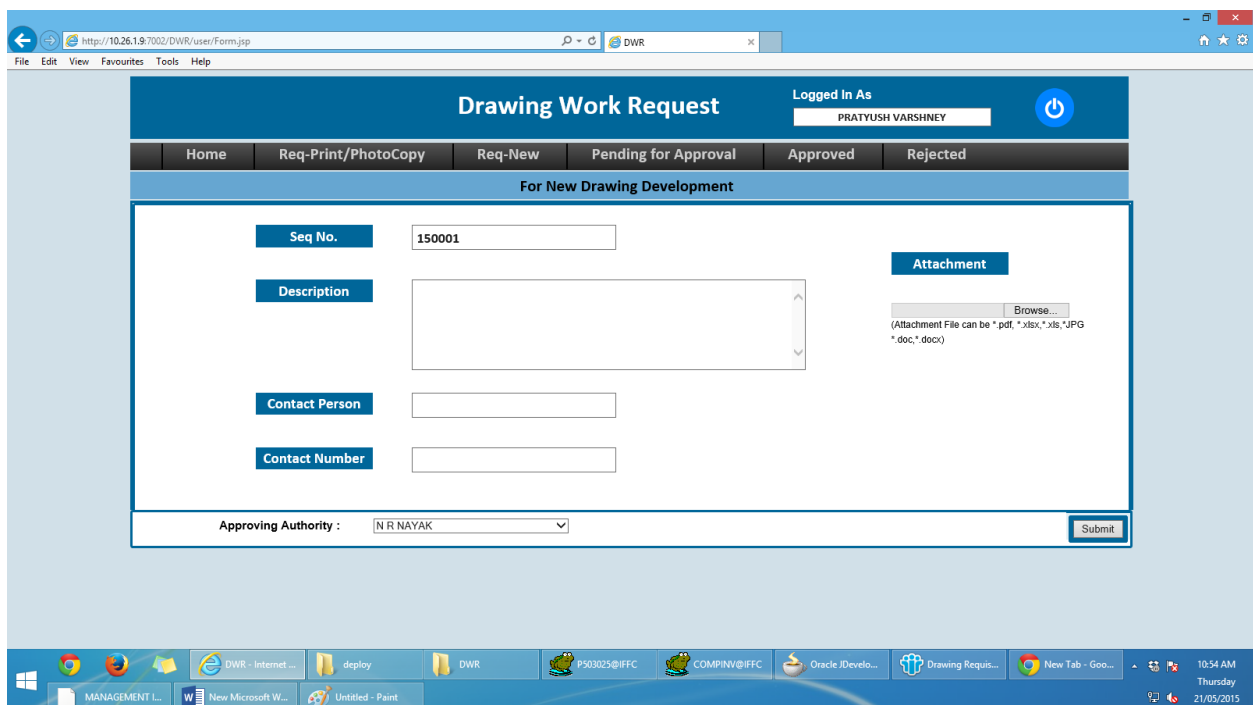 http://10.26.1.9:7002/DWR/user/Form.jsp
DWR
File Edit View Favourites Tools Help
Drawing Work Request
Logged In As
PRATYUSH VARSHNEY
Home Req-Print/PhotoCopy Req-New Pending for Approval Approved Rejected
For New Drawing Development
Seq No. 150001
Attachment
Description
Browse...
(Attachment File can be *.pdf, *.xlsx,*.xls,*JPG
*.doc,*.docx)
Contact Person
Contact Number
Approving Authority : N R NAYAK
Submit
DWR - Internet ... deploy DWR P503025@IFFC COMPINV@IFFC Oracle JDevelo... Drawing Requis... New Tab - Goo... 10:54 AM
Thursday
MANAGEMENT I... New Microsoft W... Untitled - Paint 21/05/2015